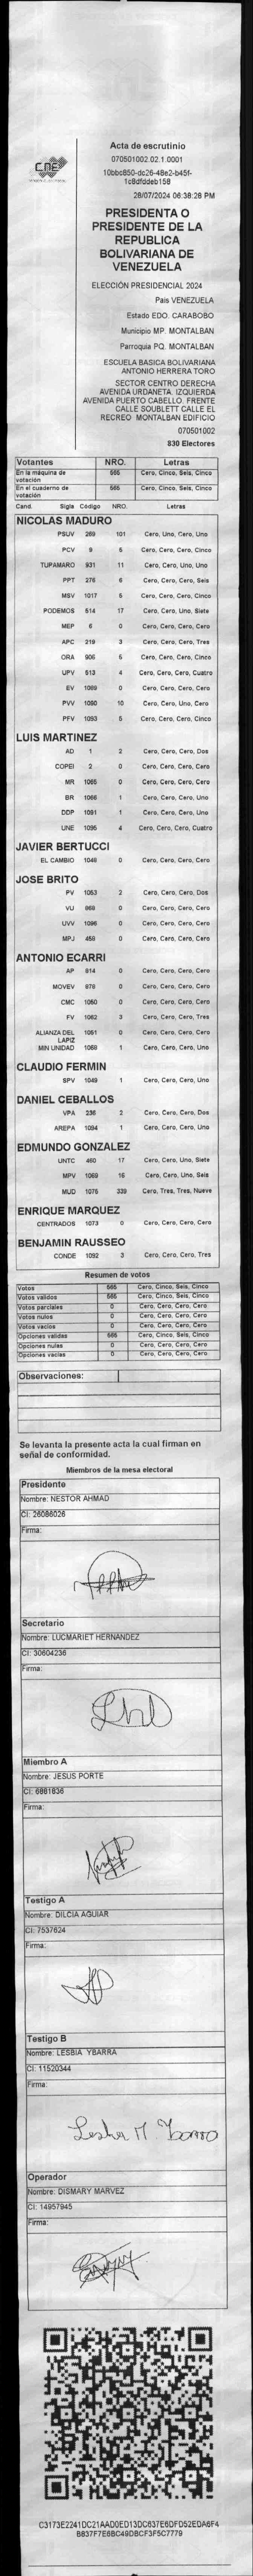 CNE
Acta de escrutinio
070501002.02.1.0001
10bbc850-dc26-48e2-b45f-
1c8dfddeb158
28/07/2024 06:38:28 PM
PRESIDENTA O
PRESIDENTE DE LA
REPUBLICA
BOLIVARIANA DE
VENEZUELA
ELECCIÓN PRESIDENCIAL 2024
Pais VENEZUELA
Estado EDO. CARABOBO
Municipio MP. MONTALBAN
Parroquia PQ. MONTALBAN
ESCUELA BASICA BOLIVARIANA
ANTONIO HERRERA TORO
SECTOR CENTRO DERECHA
AVENIDA URDANETA. IZQUIERDA
AVENIDA PUERTO CABELLO. FRENTE
CALLE SOUBLETT CALLE EL
RECREO MONTALBAN EDIFICIO
070501002
830 Electores
Votantes NRO. Letras
En la máquina de votación 565 Cero, Cinco, Seis, Cinco
En el cuaderno de votación 565 Cero, Cinco, Seis, Cinco
Cand. Sigla Código NRO. Letras
NICOLAS MADURO
PSUV 269 101 Cero, Uno, Cero, Uno
PCV 9 5 Cero, Cero, Cero, Cinco
TUPAMARO 931 11 Cero, Cero, Uno, Uno
PPT 276 6 Cero, Cero, Cero, Seis
MSV 1017 5 Cero, Cero, Cero, Cinco
PODEMOS 514 17 Cero, Cero, Uno, Siete
MEP 6 0 Cero, Cero, Cero, Cero
APC 219 3 Cero, Cero, Cero, Tres
ORA 906 5 Cero, Cero, Cero, Cinco
UPV 513 4 Cero, Cero, Cero, Cuatro
EV 1089 0 Cero, Cero, Cero, Cero
PVV 1090 10 Cero, Cero, Uno, Cero
PFV 1093 5 Cero, Cero, Cero, Cinco
LUIS MARTINEZ
AD 1 2 Cero, Cero, Cero, Dos
COPEI 2 0 Cero, Cero, Cero, Cero
MR 1065 0 Cero, Cero, Cero, Cero
BR 1066 1 Cero, Cero, Cero, Uno
DDP 1091 1 Cero, Cero, Cero, Uno
UNE 1095 4 Cero, Cero, Cero, Cuatro
JAVIER BERTUCCI
EL CAMBIO 1048 0 Cero, Cero, Cero, Cero
JOSE BRITO
PV 1053 2 Cero, Cero, Cero, Dos
VU 868 0 Cero, Cero, Cero, Cero
UVV 1096 0 Cero, Cero, Cero, Cero
MPJ 458 0 Cero, Cero, Cero, Cero
ANTONIO ECARRI
AP 814 0 Cero, Cero, Cero, Cero
MOVEV 678 0 Cero, Cero, Cero, Cero
CMC 1050 0 Cero, Cero, Cero, Cero
FV 1062 3 Cero, Cero, Cero, Tres
ALIANZA DEL LAPIZ 1051 0 Cero, Cero, Cero, Cero
MIN UNIDAD 1088 1 Cero, Cero, Cero, Uno
CLAUDIO FERMIN
SPV 1049 1 Cero, Cero, Cero, Uno
DANIEL CEBALLOS
VPA 236 2 Cero, Cero, Cero, Dos
AREPA 1094 1 Cero, Cero, Cero, Uno
EDMUNDO GONZALEZ
UNTC 460 17 Cero, Cero, Uno, Siete
MPV 1069 16 Cero, Cero, Uno, Seis
MUD 1075 339 Cero, Tres, Tres, Nueve
ENRIQUE MARQUEZ
CENTRADOS 1073 0 Cero, Cero, Cero, Cero
BENJAMIN RAUSSEO
CONDE 1092 3 Cero, Cero, Cero, Tres
Resumen de votos
Votos 565 Cero, Cinco, Seis, Cinco
Votos válidos 565 Cero, Cinco, Seis, Cinco
Votos parciales 0 Cero, Cero, Cero, Cero
Votos nulos 0 Cero, Cero, Cero, Cero
Votos vacios 0 Cero, Cero, Cero, Cero
Opciones validas 565 Cero, Cinco, Seis, Cinco
Opciones nulas 0 Cero, Cero, Cero, Cero
Opciones vacias 0 Cero, Cero, Cero, Cero
Observaciones:
Se levanta la presente acta la cual firman en
señal de conformidad.
Miembros de la mesa electoral
Presidente
Nombre: NESTOR AHMAD
CI: 26086026
Firma:
Secretario
Nombre: LUCMARIET HERNANDEZ
CI: 30604236
Firma:
Miembro A
Nombre: JESUS PORTE
CI: 6881836
Firma:
Testigo A
Nombre: DILCIA AGUIAR
CI: 7537624
Firma:
Testigo B
Nombre: LESBIA YBARRA
CI: 11520344
Firma:
Operador
Nombre: DISMARY MARVEZ
CI: 14957945
Firma:
C3173E2241DC21AAD0ED13DC637E6DFD52EDA6F4
B837F7E6BC49DBCF3F5C7779